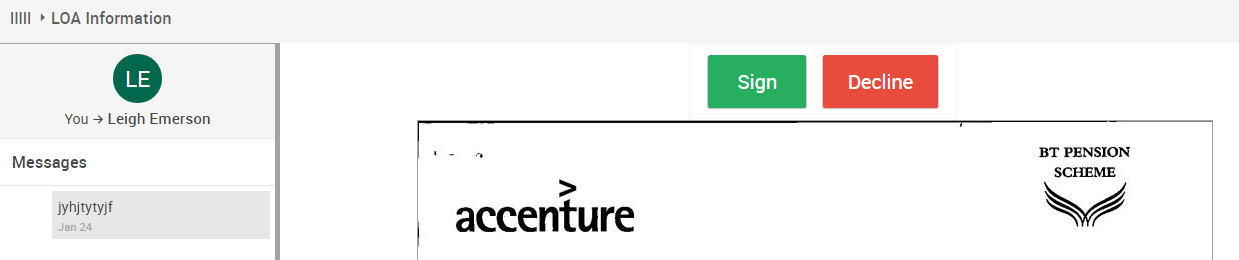 IIIII ‣ LOA Information
LE
You → Leigh Emerson
Messages
jyhjtytyjf
Jan 24
Sign
Decline
BT PENSION
SCHEME
>
accenture